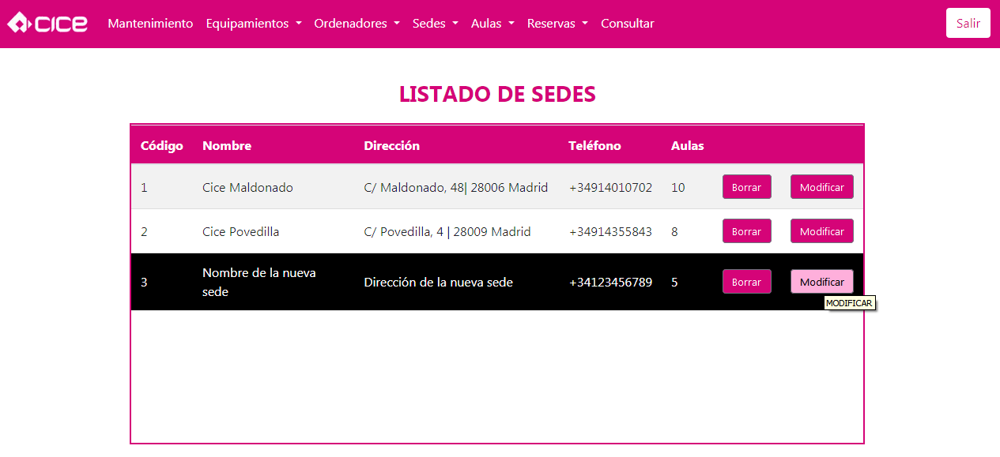 CICE Mantenimiento Equipamientos Ordenadores Sedes Aulas Reservas Consultar Salir
LISTADO DE SEDES
Código Nombre Dirección Teléfono Aulas
1 Cice Maldonado C/ Maldonado, 48| 28006 Madrid +34914010702 10 Borrar Modificar
2 Cice Povedilla C/ Povedilla, 4 | 28009 Madrid +34914355843 8 Borrar Modificar
3 Nombre de la nueva sede Dirección de la nueva sede +34123456789 5 Borrar Modificar
MODIFICAR